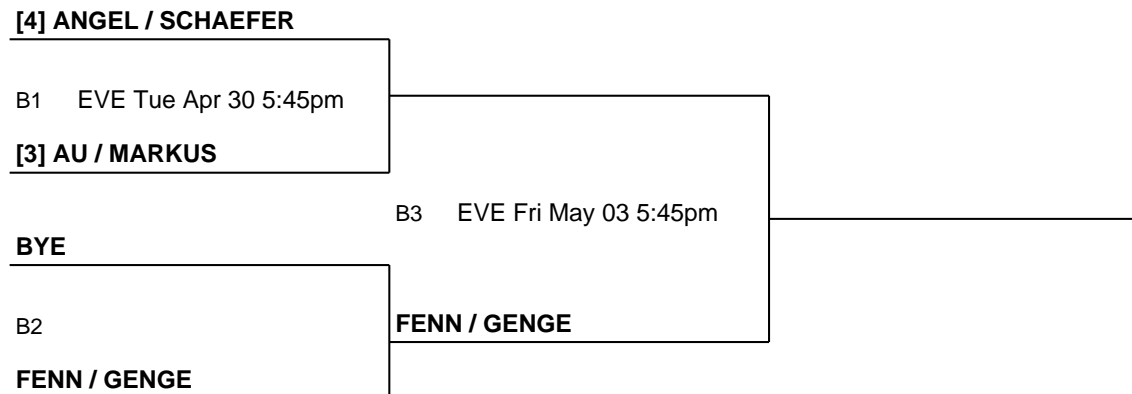 [4] ANGEL / SCHAEFER
B1 EVE Tue Apr 30 5:45pm
[3] AU / MARKUS
B3 EVE Fri May 03 5:45pm
BYE
B2
FENN / GENGE
FENN / GENGE